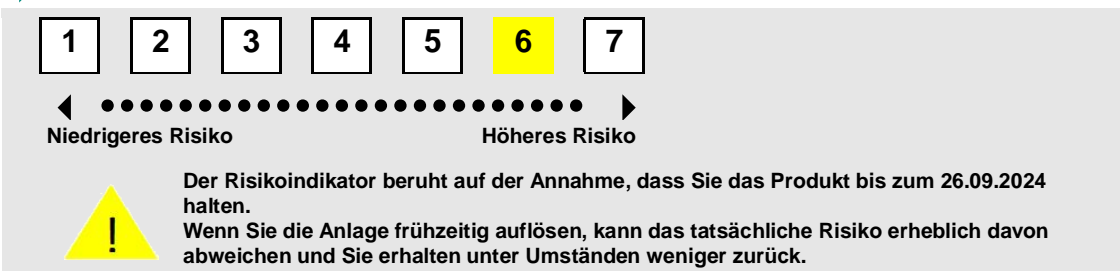 1 2 3 4 5 6 7
Niedrigeres Risiko Höheres Risiko
Der Risikoindikator beruht auf der Annahme, dass Sie das Produkt bis zum 26.09.2024
halten.
!
Wenn Sie die Anlage frühzeitig auflösen, kann das tatsächliche Risiko erheblich davon
abweichen und Sie erhalten unter Umständen weniger zurück.